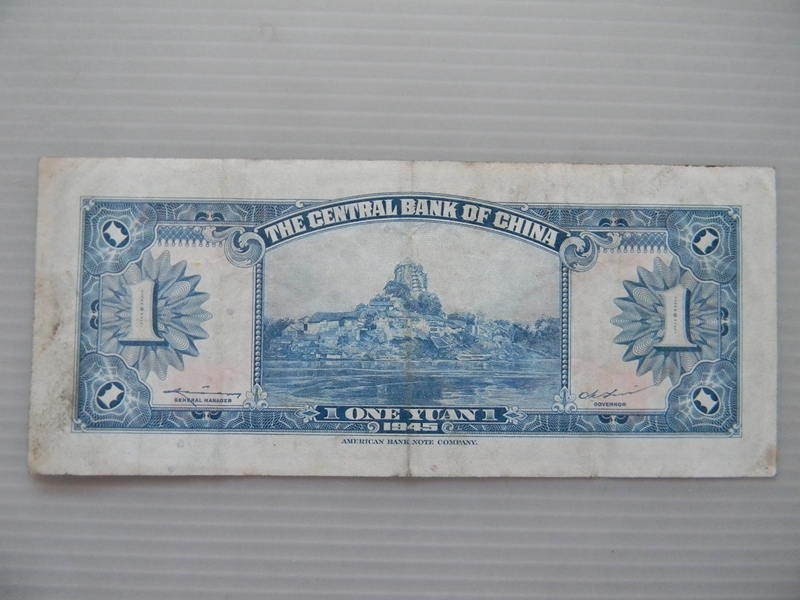 THE CENTRAL BANK OF CHINA
1
1
GENERAL MANAGER
GOVERNOR
1 ONE YUAN 1
1945
AMERICAN BANK NOTE COMPANY.